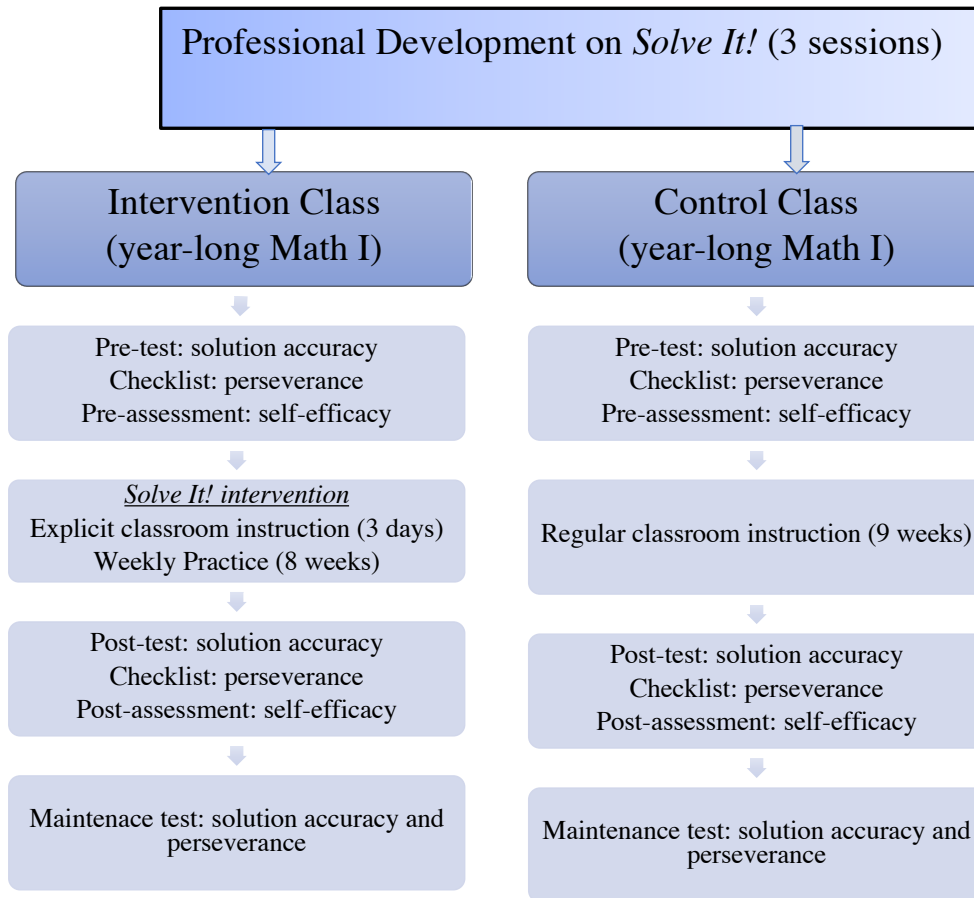 Professional Development on Solve It! (3 sessions)
Intervention Class
(year-long Math I)
Pre-test: solution accuracy
Checklist: perseverance
Pre-assessment: self-efficacy
Solve It! intervention
Explicit classroom instruction (3 days)
Weekly Practice (8 weeks)
Post-test: solution accuracy
Checklist: perseverance
Post-assessment: self-efficacy
Maintenace test: solution accuracy and
perseverance
Control Class
(year-long Math I)
Pre-test: solution accuracy
Checklist: perseverance
Pre-assessment: self-efficacy
Regular classroom instruction (9 weeks)
Post-test: solution accuracy
Checklist: perseverance
Post-assessment: self-efficacy
Maintenance test: solution accuracy and
perseverance